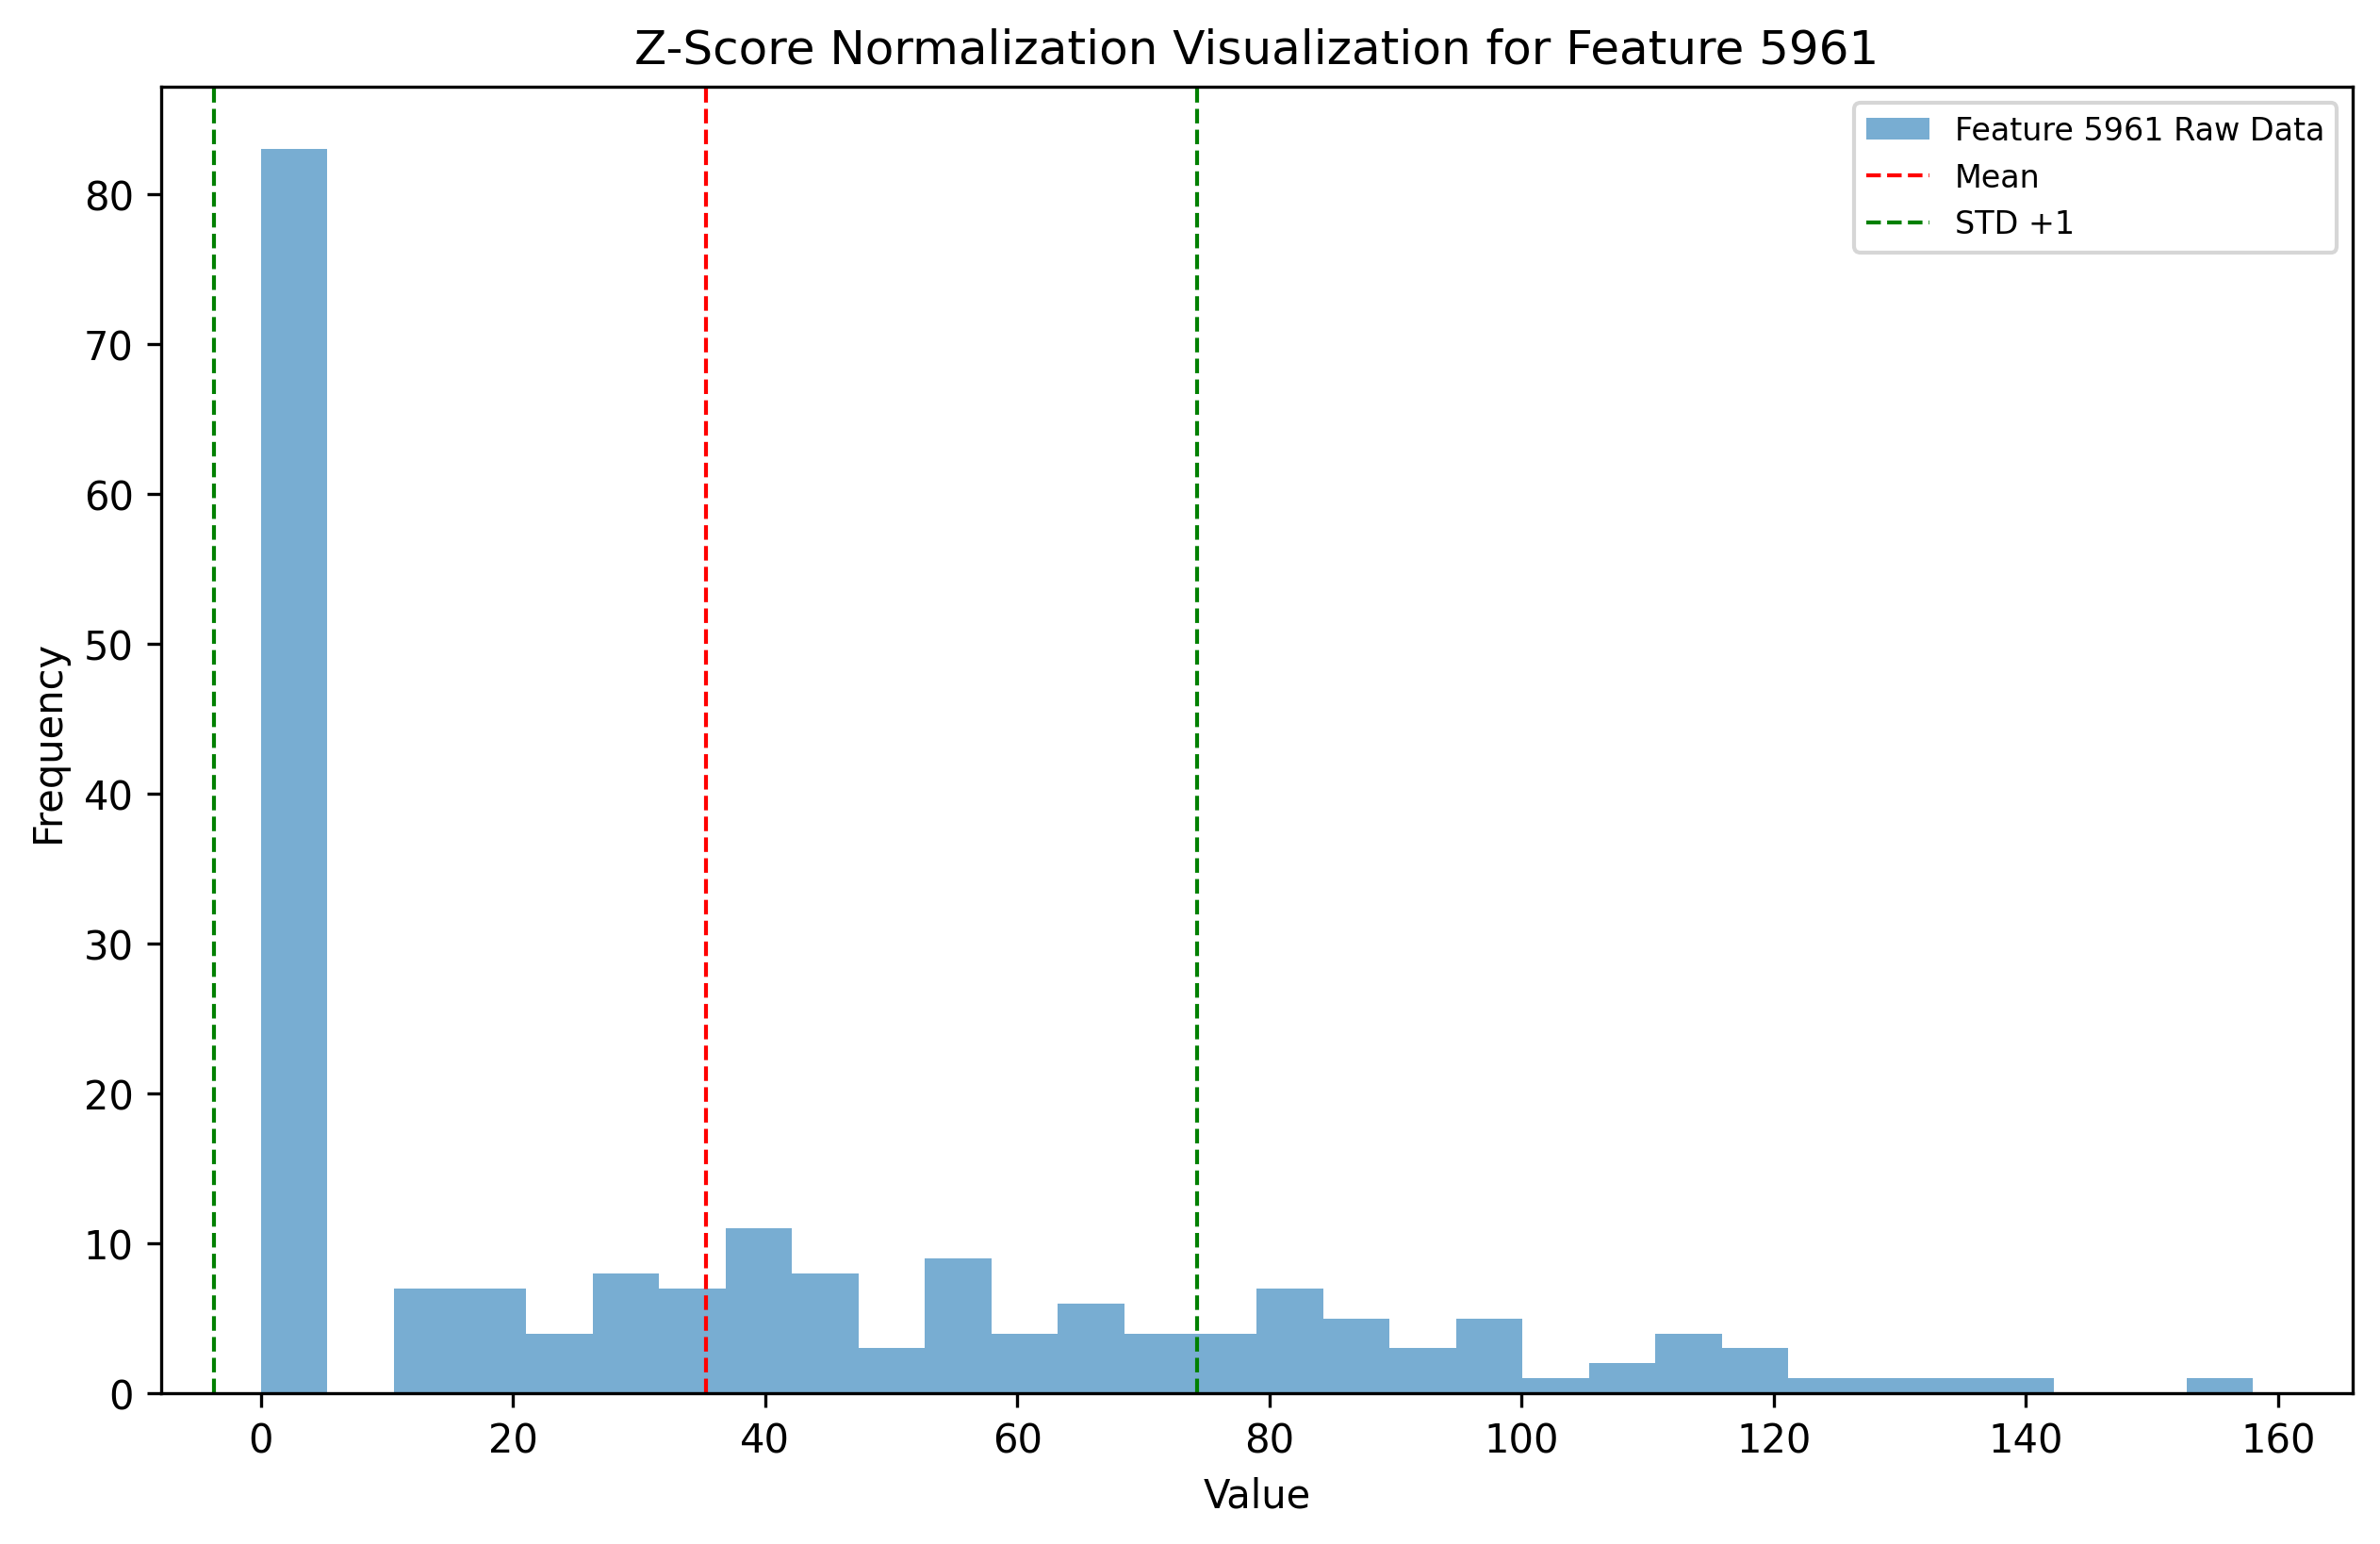 Z-Score Normalization Visualization for Feature 5961
Feature 5961 Raw Data
Mean
STD +1
Frequency
80
70
60
50
40
30
20
10
0
0 20 40 60 80 100 120 140 160
Value